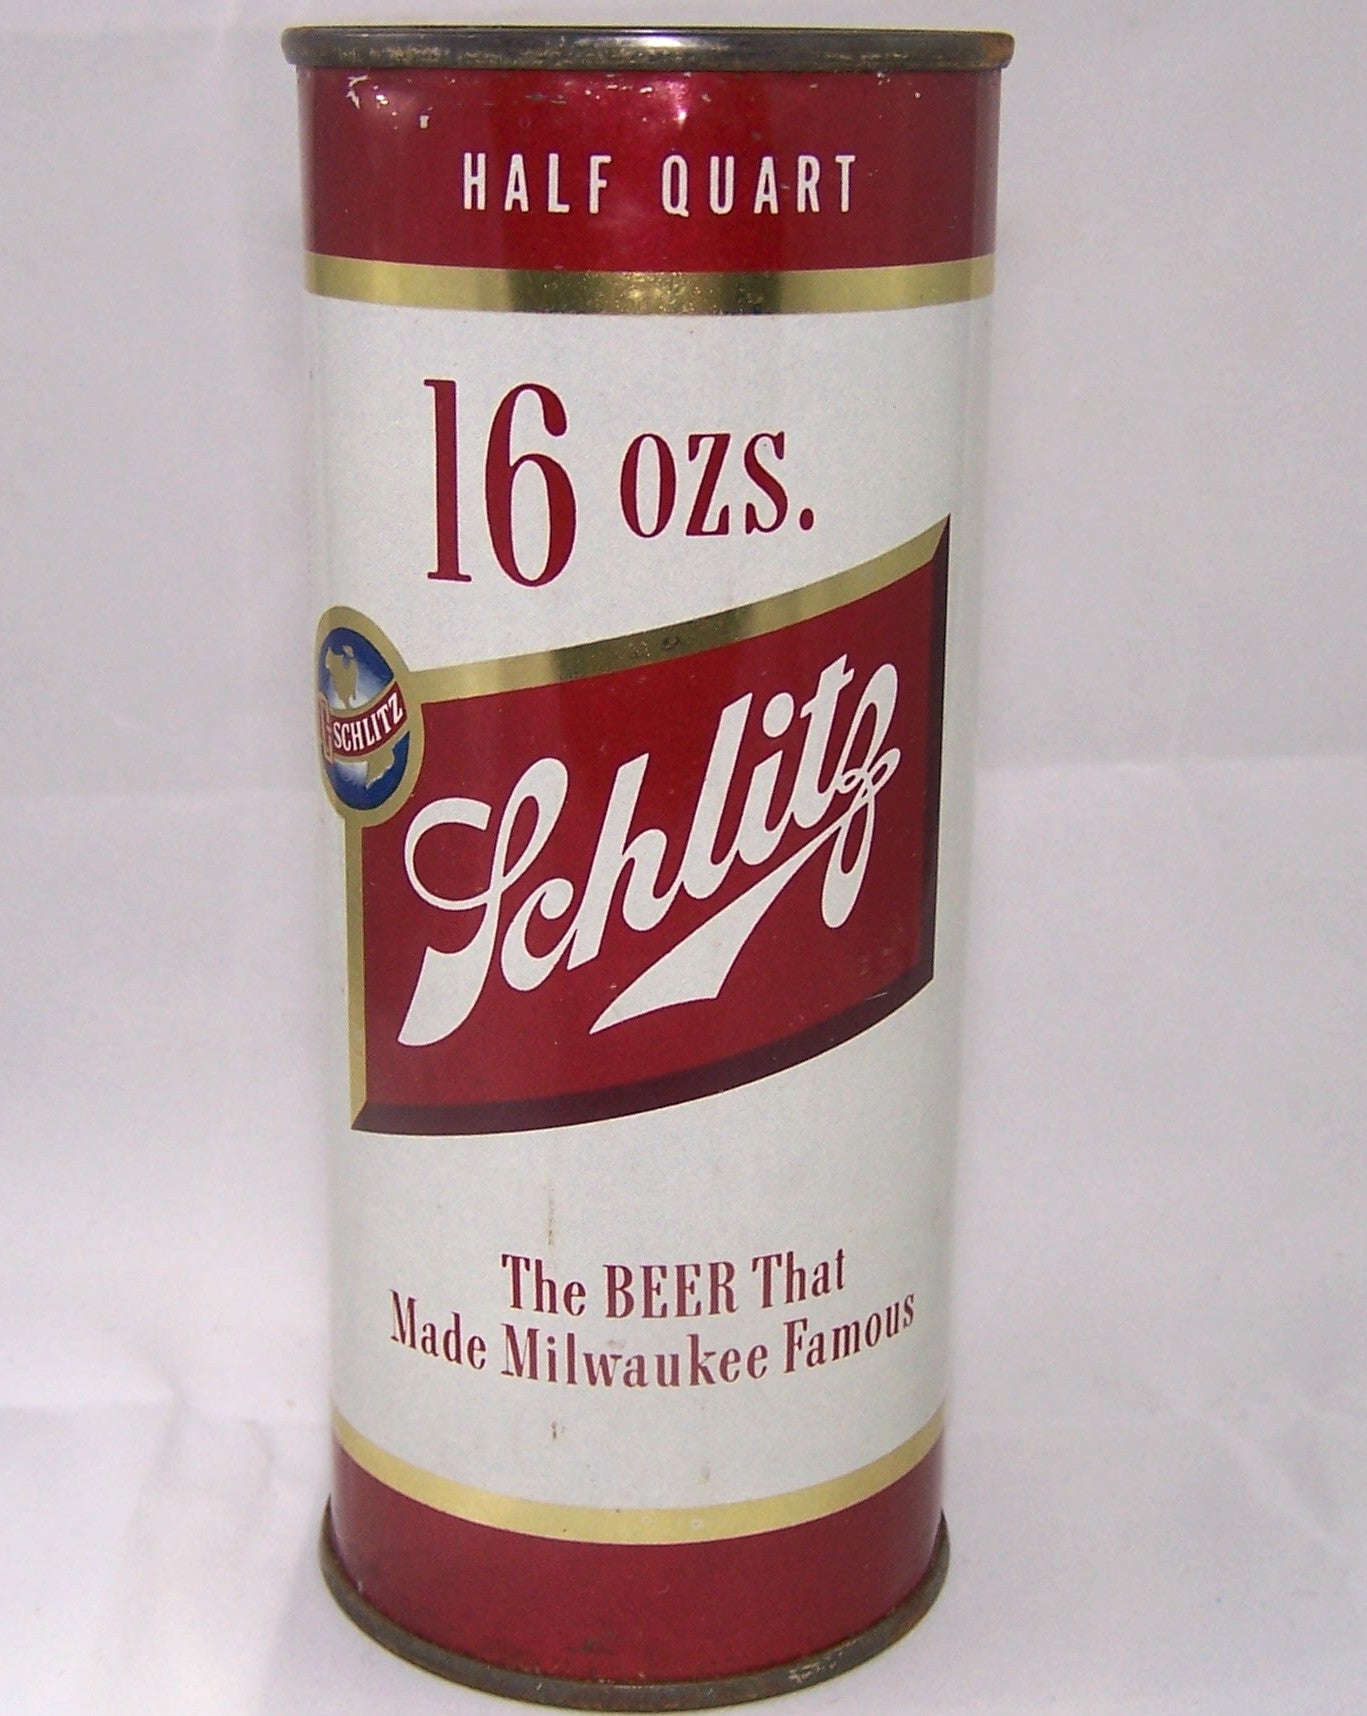 HALF QUART
16 OZS.
SCHLITZ
Schlitz
The BEER That
Made Milwaukee Famous